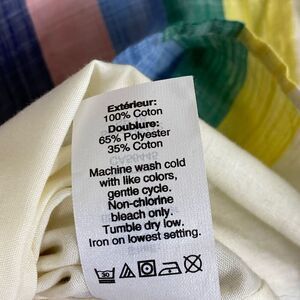 Extérieur:
100% Coton
Doublure:
65% Polyester
35% Coton
Machine wash cold
with like colors,
gentle cycle.
Non-chlorine
bleach only.
Tumble dry low.
Iron on lowest setting.
30